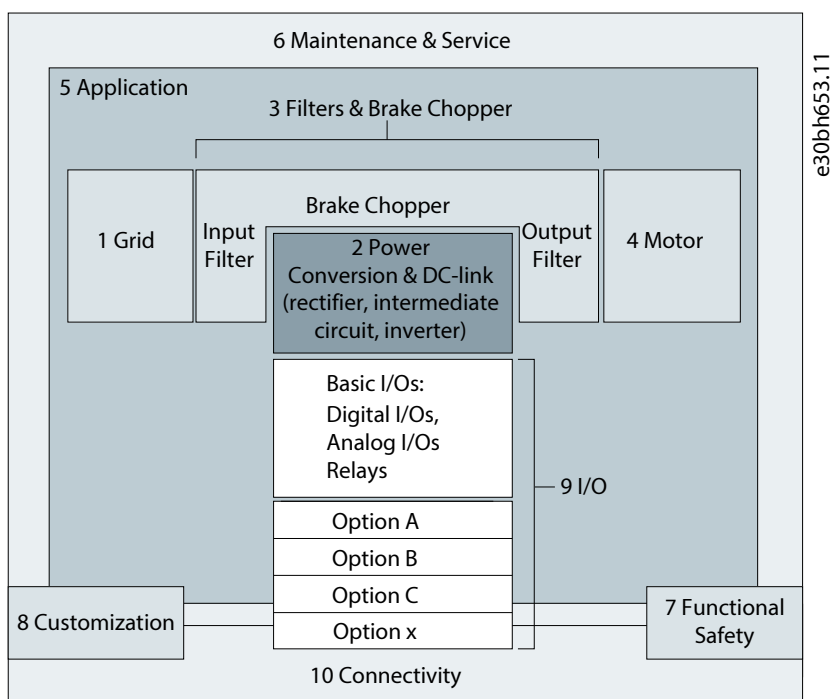 6 Maintenance & Service
5 Application
3 Filters & Brake Chopper
1 Grid
Input
Filter
Brake Chopper
Output
Filter
4 Motor
2 Power
Conversion & DC-link
(rectifier, intermediate
circuit, inverter)
Basic I/Os:
Digital I/Os,
Analog I/Os
Relays
9 I/O
Option A
Option B
Option C
Option x
8 Customization
7 Functional
Safety
10 Connectivity
e30bh653.11